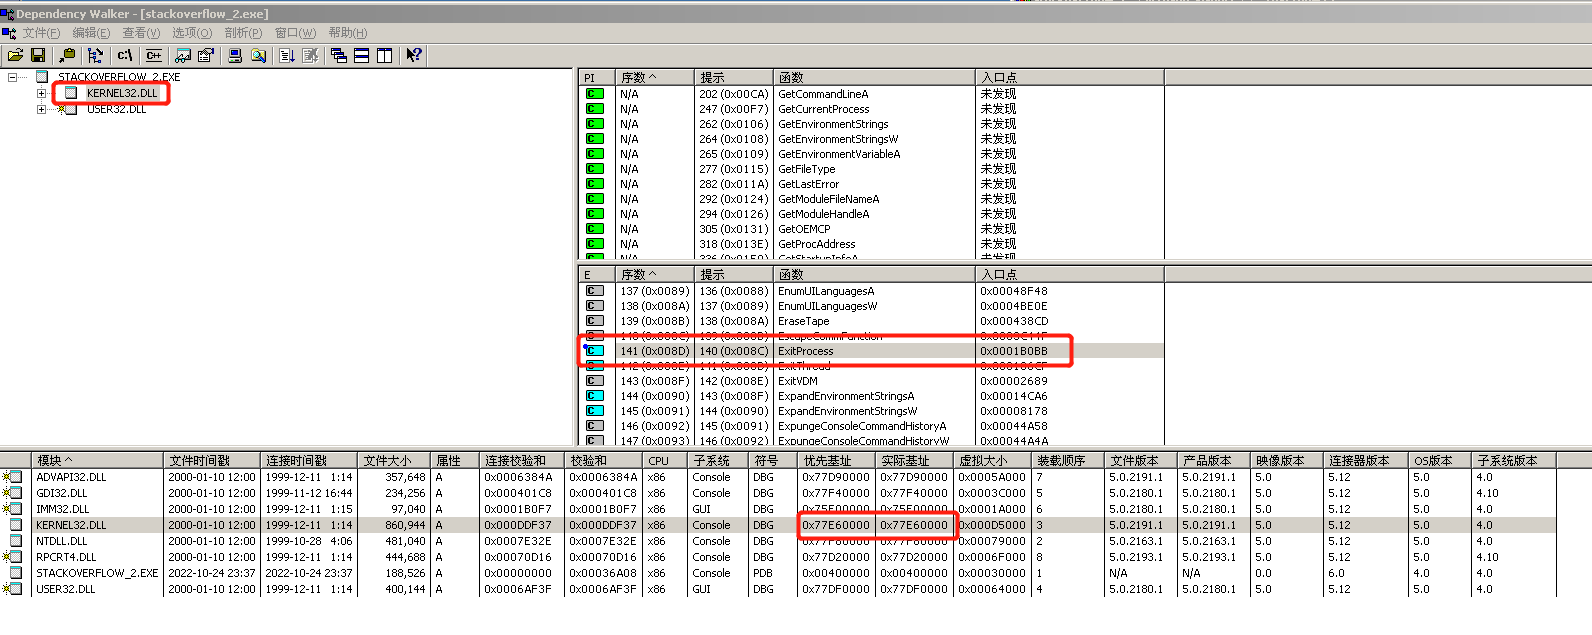 Dependency Walker - [stackoverflow_2.exe]
文件(F) 编辑(E) 查看(V) 选项(O) 剖析(P) 窗口(W) 帮助(H)
c:\ C++
STACKOVERFLOW_2.EXE
KERNEL32.DLL
USER32.DLL
PI 序数 ^ 提示 函数 入口点
C N/A 202 (0x00CA) GetCommandLineA 未发现
C N/A 247 (0x00F7) GetCurrentProcess 未发现
C N/A 262 (0x0106) GetEnvironmentStrings 未发现
C N/A 264 (0x0108) GetEnvironmentStringsW 未发现
C N/A 265 (0x0109) GetEnvironmentVariableA 未发现
C N/A 277 (0x0115) GetFileType 未发现
C N/A 282 (0x011A) GetLastError 未发现
C N/A 292 (0x0124) GetModuleFileNameA 未发现
C N/A 294 (0x0126) GetModuleHandleA 未发现
C N/A 305 (0x0131) GetOEMCP 未发现
C N/A 318 (0x013E) GetProcAddress 未发现
E 序数 ^ 提示 函数 入口点
C 137 (0x0089) 136 (0x0088) EnumUILanguagesA 0x00048F48
C 138 (0x008A) 137 (0x0089) EnumUILanguagesW 0x0004BE0E
C 139 (0x008B) 138 (0x008A) EraseTape 0x000438CD
C 141 (0x008D) 140 (0x008C) ExitProcess 0x0001B0BB
C 143 (0x008F) 142 (0x008E) ExitVDM 0x00002689
C 144 (0x0090) 143 (0x008F) ExpandEnvironmentStringsA 0x00014CA6
C 145 (0x0091) 144 (0x0090) ExpandEnvironmentStringsW 0x00008178
C 146 (0x0092) 145 (0x0091) ExpungeConsoleCommandHistoryA 0x00044A58
C 147 (0x0093) 146 (0x0092) ExpungeConsoleCommandHistoryW 0x00044A4A
模块 ^ 文件时间戳 连接时间戳 文件大小 属性 连接校验和 校验和 CPU 子系统 符号 优先基址 实际基址 虚拟大小 装载顺序 文件版本 产品版本 映像版本 连接器版本 OS版本 子系统版本
ADVAPI32.DLL 2000-01-10 12:00 1999-12-11 1:14 357,648 A 0x0006384A 0x0006384A x86 Console DBG 0x77D90000 0x77D90000 0x0005A000 7 5.0.2191.1 5.0.2191.1 5.0 5.12 5.0 4.0
GDI32.DLL 2000-01-10 12:00 1999-11-12 16:44 234,256 A 0x000401C8 0x000401C8 x86 Console DBG 0x77F40000 0x77F40000 0x0003C000 5 5.0.2180.1 5.0.2180.1 5.0 5.12 5.0 4.10
IMM32.DLL 2000-01-10 12:00 1999-12-11 1:15 97,040 A 0x0001B0F7 0x0001B0F7 x86 GUI DBG 0x75E00000 0x75E00000 0x0001A000 6 5.0.2180.1 5.0.2180.1 5.0 5.12 5.0 4.0
KERNEL32.DLL 2000-01-10 12:00 1999-12-11 1:14 860,944 A 0x000DDF37 0x000DDF37 x86 Console DBG 0x77E60000 0x77E60000 0x000D5000 3 5.0.2191.1 5.0.2191.1 5.0 5.12 5.0 4.0
NTDLL.DLL 2000-01-10 12:00 1999-10-28 4:06 481,040 A 0x0007E32E 0x0007E32E x86 Console DBG 0x77F80000 0x77F80000 0x00079000 2 5.0.2163.1 5.0.2163.1 5.0 5.12 5.0 4.0
RPCRT4.DLL 2000-01-10 12:00 1999-12-11 1:14 444,688 A 0x00070D16 0x00070D16 x86 Console DBG 0x77D20000 0x77D20000 0x0006F000 8 5.0.2193.1 5.0.2193.1 5.0 5.12 5.0 4.10
STACKOVERFLOW_2.EXE 2022-10-24 23:37 2022-10-24 23:37 188,526 A 0x00000000 0x00036A08 x86 Console PDB 0x00400000 0x00400000 0x00030000 1 N/A N/A 0.0 6.0 4.0 4.0
USER32.DLL 2000-01-10 12:00 1999-12-11 1:14 400,144 A 0x0006AF3F 0x0006AF3F x86 GUI DBG 0x77DF0000 0x77DF0000 0x00064000 4 5.0.2180.1 5.0.2180.1 5.0 5.12 5.0 4.0